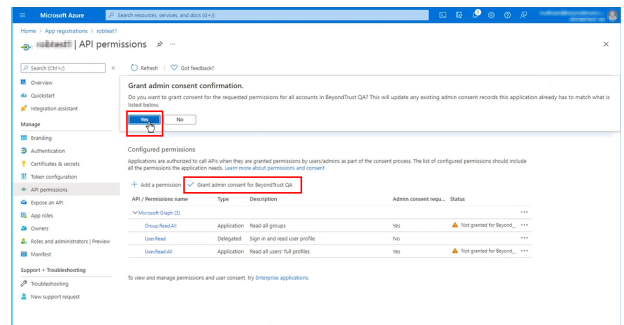 Microsoft Azure
Search resources, services, and docs (G+/)
Home > App registrations > robtest1
| API permissions
Search (Ctrl+/)
Refresh
Got feedback?
Overview
Quickstart
Integration assistant
Manage
Branding
Authentication
Certificates & secrets
Token configuration
API permissions
Expose an API
App roles
Owners
Roles and administrators | Preview
Manifest
Support + Troubleshooting
Troubleshooting
New support request
Grant admin consent confirmation.
Do you want to grant consent for the requested permissions for all accounts in BeyondTrust QA? This will update any existing admin consent records this application already has to match what is
listed below.
Yes
No
Configured permissions
Applications are authorized to call APIs when they are granted permissions by users/admins as part of the consent process. The list of configured permissions should include
all the permissions the application needs. Learn more about permissions and consent
Add a permission
Grant admin consent for BeyondTrust QA
API / Permissions name Type Description Admin consent requ... Status
Microsoft Graph (3) ...
Group.Read.All Application Read all groups Yes Not granted for Beyond... ...
User.Read Delegated Sign in and read user profile No ...
User.Read.All Application Read all users' full profiles Yes Not granted for Beyond... ...
To view and manage permissions and user consent, try Enterprise applications.